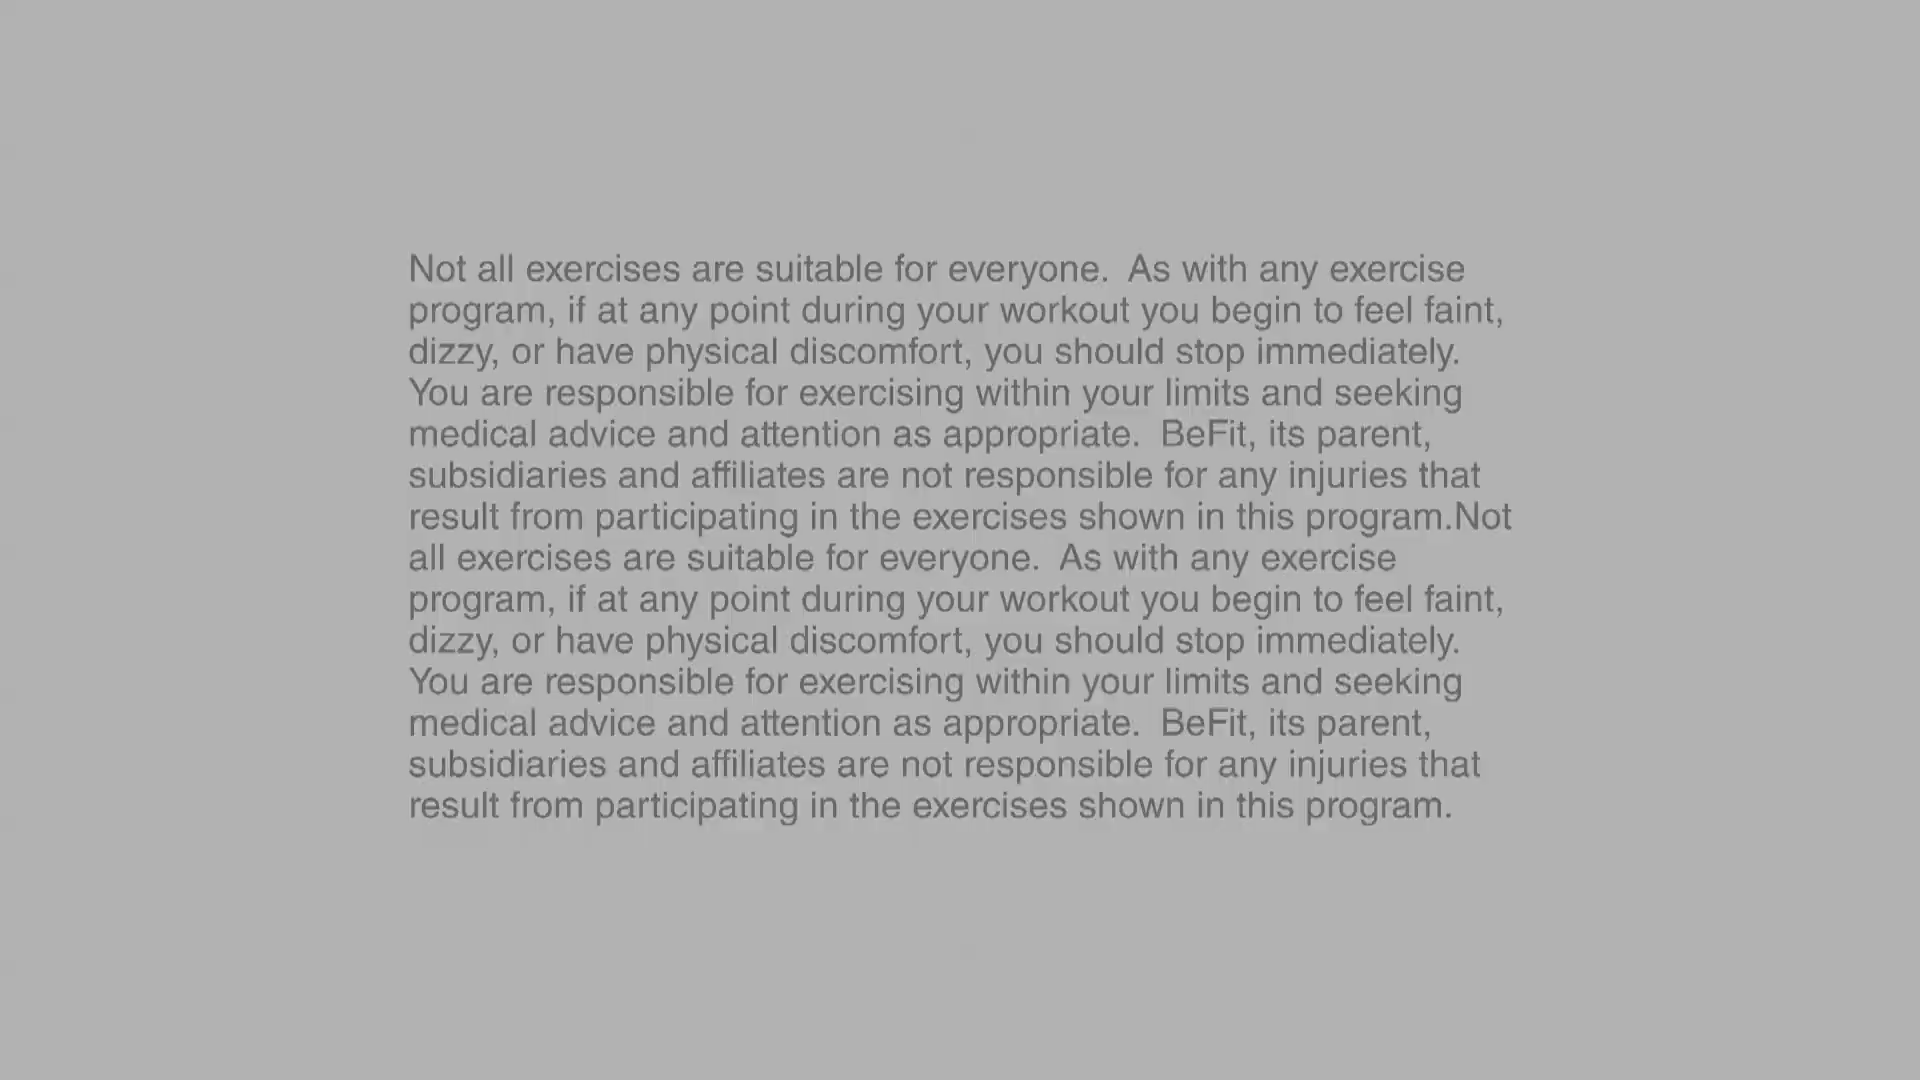 Not all exercises are suitable for everyone.  As with any exercise
program, if at any point during your workout you begin to feel faint,
dizzy, or have physical discomfort, you should stop immediately.
You are responsible for exercising within your limits and seeking
medical advice and attention as appropriate.  BeFit, its parent,
subsidiaries and affiliates are not responsible for any injuries that
result from participating in the exercises shown in this program.Not
all exercises are suitable for everyone.  As with any exercise
program, if at any point during your workout you begin to feel faint,
dizzy, or have physical discomfort, you should stop immediately.
You are responsible for exercising within your limits and seeking
medical advice and attention as appropriate.  BeFit, its parent,
subsidiaries and affiliates are not responsible for any injuries that
result from participating in the exercises shown in this program.